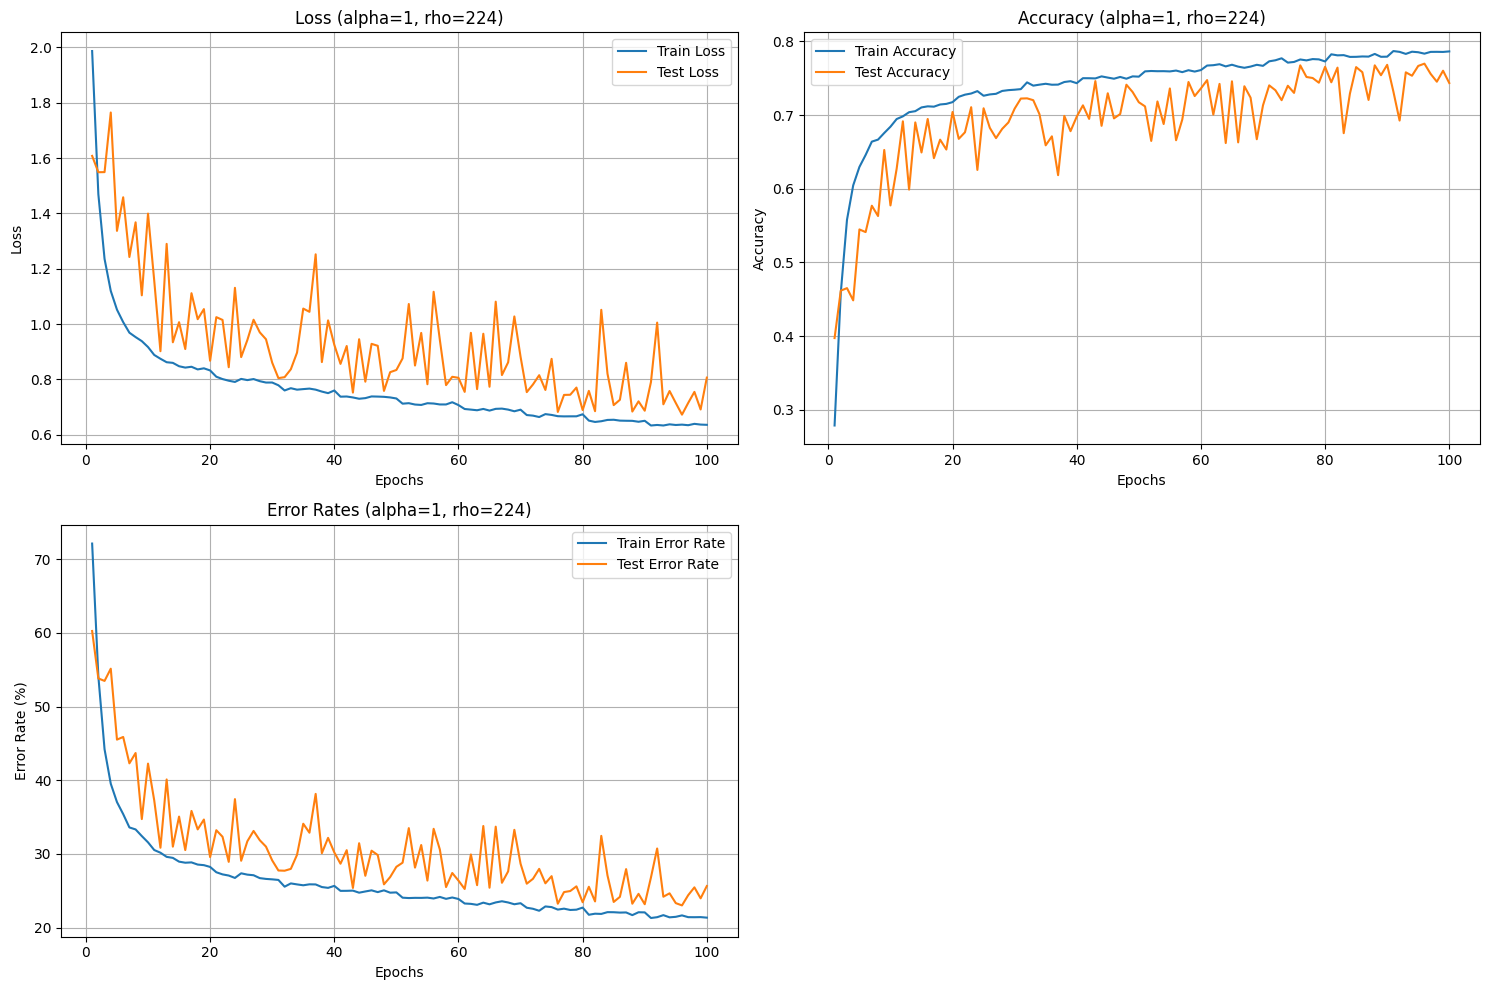 Loss (alpha=1, rho=224)
2.0
1.8
1.6
1.4
1.2
1.0
0.8
0.6
Loss
Train Loss
Test Loss
0 20 40 60 80 100
Epochs
Accuracy (alpha=1, rho=224)
0.8
0.7
0.6
0.5
0.4
0.3
Accuracy
Train Accuracy
Test Accuracy
0 20 40 60 80 100
Epochs
Error Rates (alpha=1, rho=224)
70
60
50
40
30
20
Error Rate (%)
Train Error Rate
Test Error Rate
0 20 40 60 80 100
Epochs